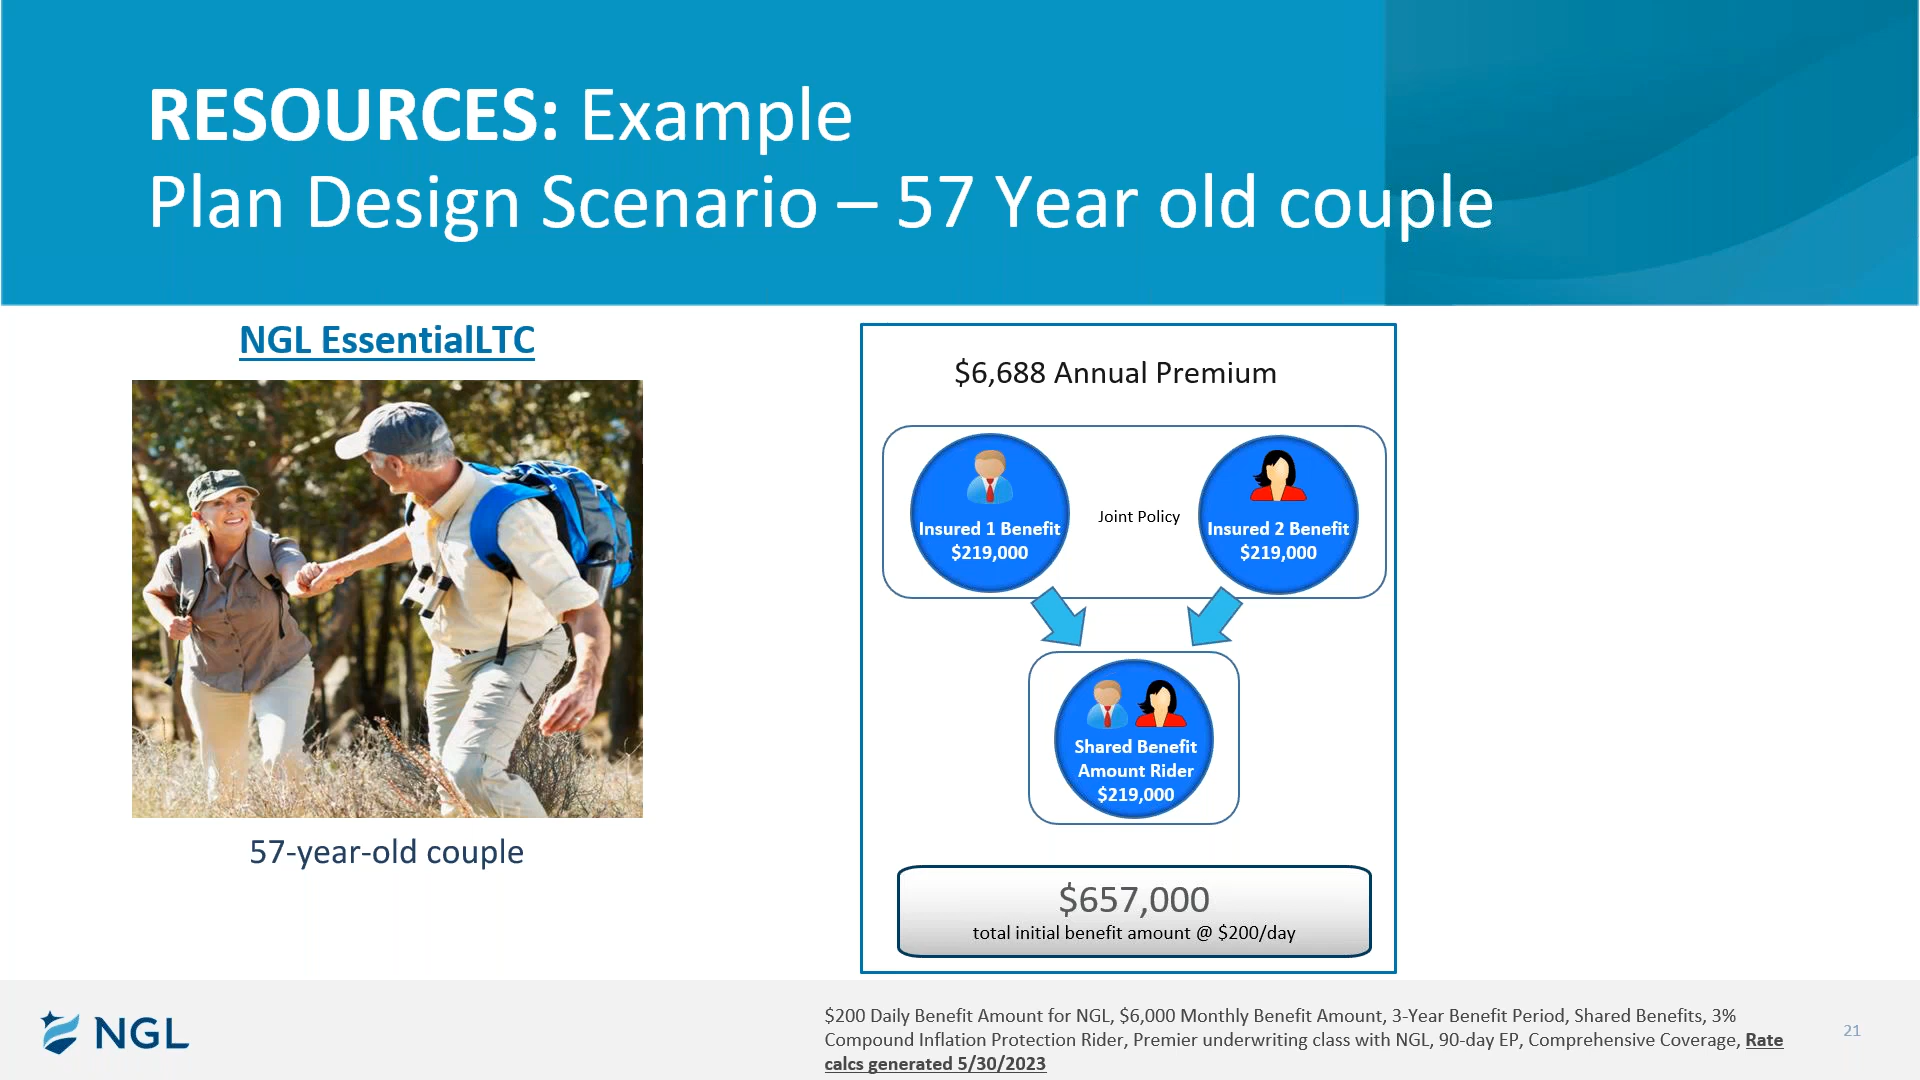 RESOURCES: Example
Plan Design Scenario – 57 Year old couple
NGL EssentialLTC
57-year-old couple
$6,688 Annual Premium
Insured 1 Benefit
$219,000
Joint Policy
Insured 2 Benefit
$219,000
Shared Benefit
Amount Rider
$219,000
$657,000
total initial benefit amount @ $200/day
NGL
$200 Daily Benefit Amount for NGL, $6,000 Monthly Benefit Amount, 3-Year Benefit Period, Shared Benefits, 3%
Compound Inflation Protection Rider, Premier underwriting class with NGL, 90-day EP, Comprehensive Coverage, Rate
calcs generated 5/30/2023
21